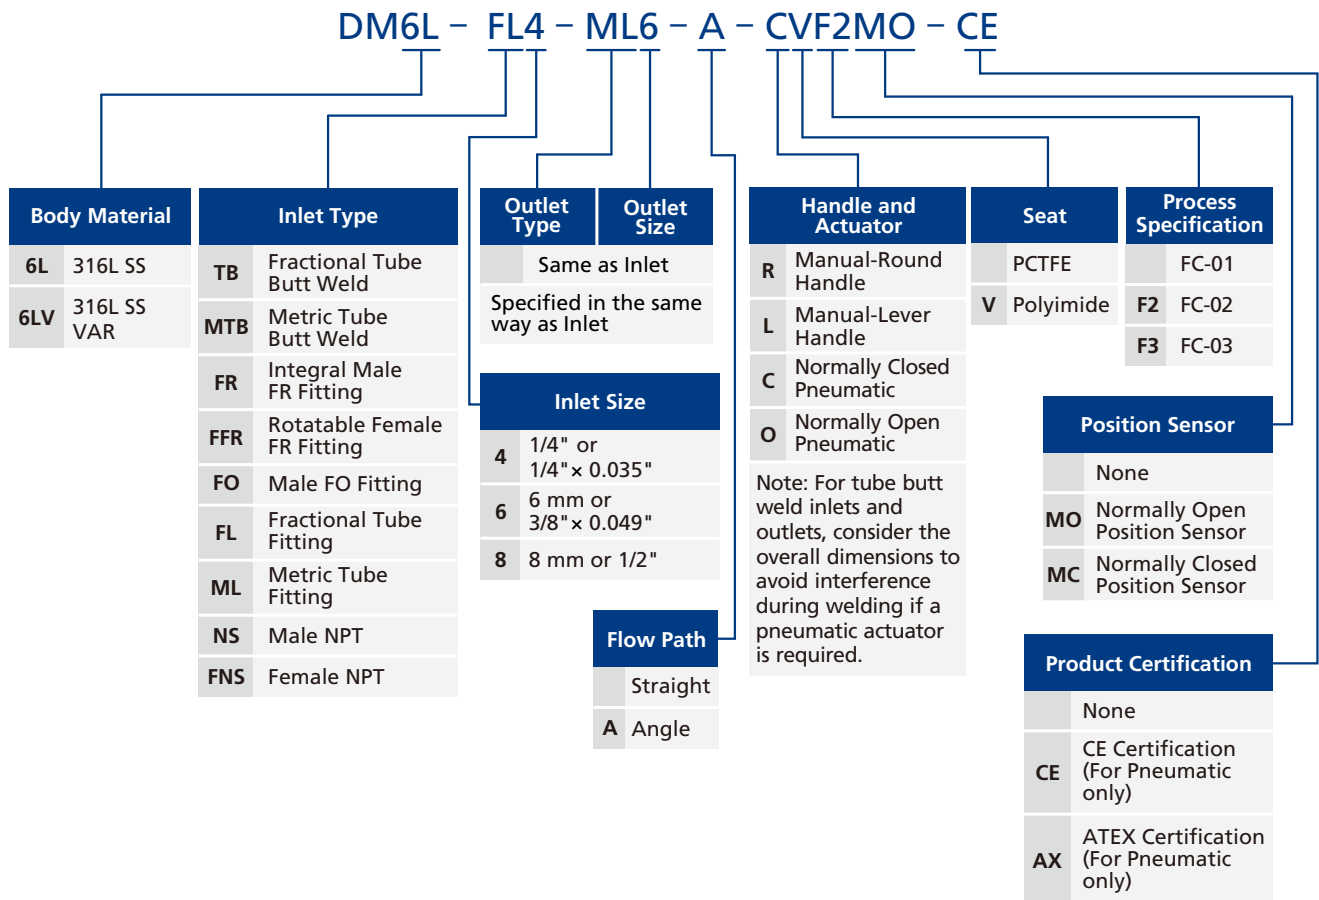 DM6L – FL4 – ML6 – A – CVF2MO – CE
Body Material
6L 316L SS
6LV 316L SS
VAR
Inlet Type
TB Fractional Tube
Butt Weld
MTB Metric Tube
Butt Weld
FR Integral Male
FR Fitting
FFR Rotatable Female
FR Fitting
FO Male FO Fitting
FL Fractional Tube
Fitting
ML Metric Tube
Fitting
NS Male NPT
FNS Female NPT
Outlet
Type
Outlet
Size
Same as Inlet
Specified in the same
way as Inlet
Inlet Size
4 1/4" or
1/4"× 0.035"
6 6 mm or
3/8"× 0.049"
8 8 mm or 1/2"
Flow Path
Straight
A Angle
Handle and
Actuator
R Manual-Round
Handle
L Manual-Lever
Handle
C Normally Closed
Pneumatic
O Normally Open
Pneumatic
Note: For tube butt
weld inlets and
outlets, consider the
overall dimensions to
avoid interference
during welding if a
pneumatic actuator
is required.
Seat
PCTFE
V Polyimide
Process
Specification
FC-01
F2 FC-02
F3 FC-03
Position Sensor
None
MO Normally Open
Position Sensor
MC Normally Closed
Position Sensor
Product Certification
None
CE CE Certification
(For Pneumatic
only)
AX ATEX Certification
(For Pneumatic
only)